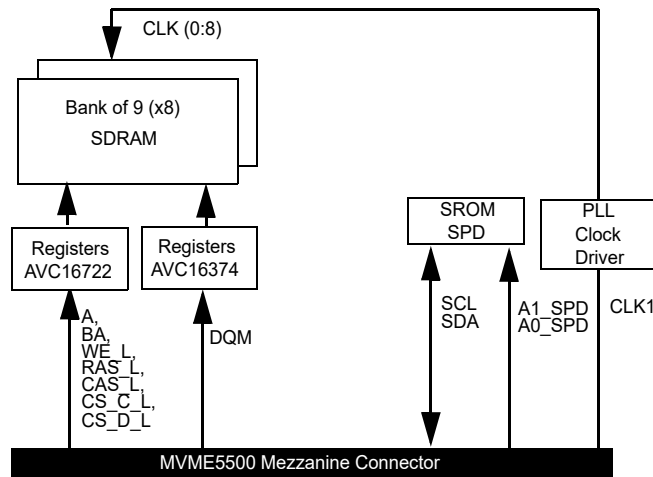 CLK (0:8)
Bank of 9 (x8)
SDRAM
Registers
AVC16722
Registers
AVC16374
SROM
SPD
PLL
Clock
Driver
A,
BA,
WE_L,
RAS_L,
CAS_L,
CS_C_L,
CS_D_L
DQM
SCL
SDA
A1_SPD
A0_SPD
CLK1
MVME5500 Mezzanine Connector